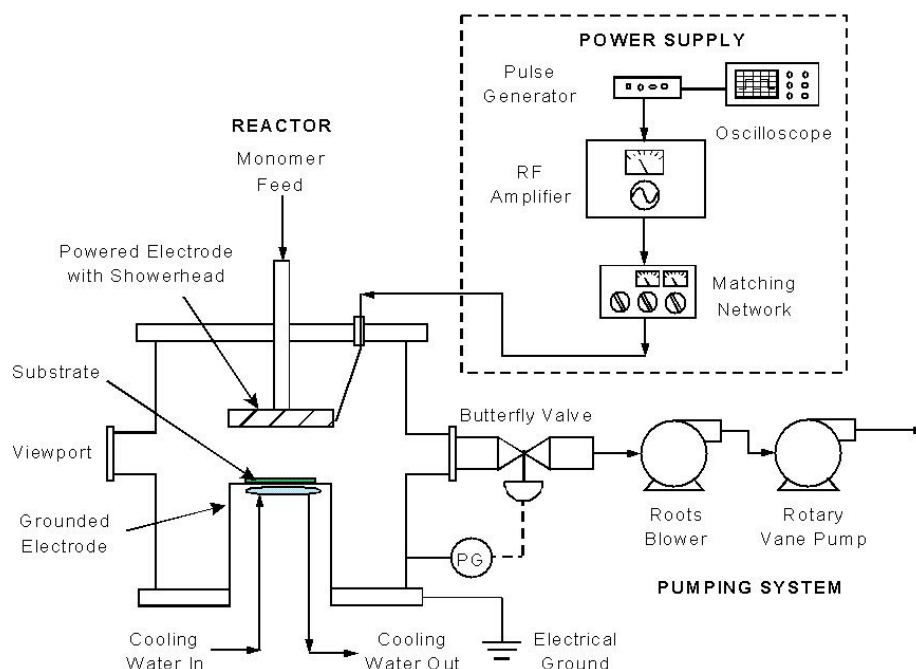 POWER SUPPLY
Pulse
Generator
Oscilloscope
RF
Amplifier
Matching
Network
REACTOR
Monomer
Feed
Powered Electrode
with Showerhead
Substrate
Viewport
Grounded
Electrode
Cooling
Water In
Cooling
Water Out
Electrical
Ground
Butterfly Valve
PG
Roots
Blower
Rotary
Vane Pump
PUMPING SYSTEM